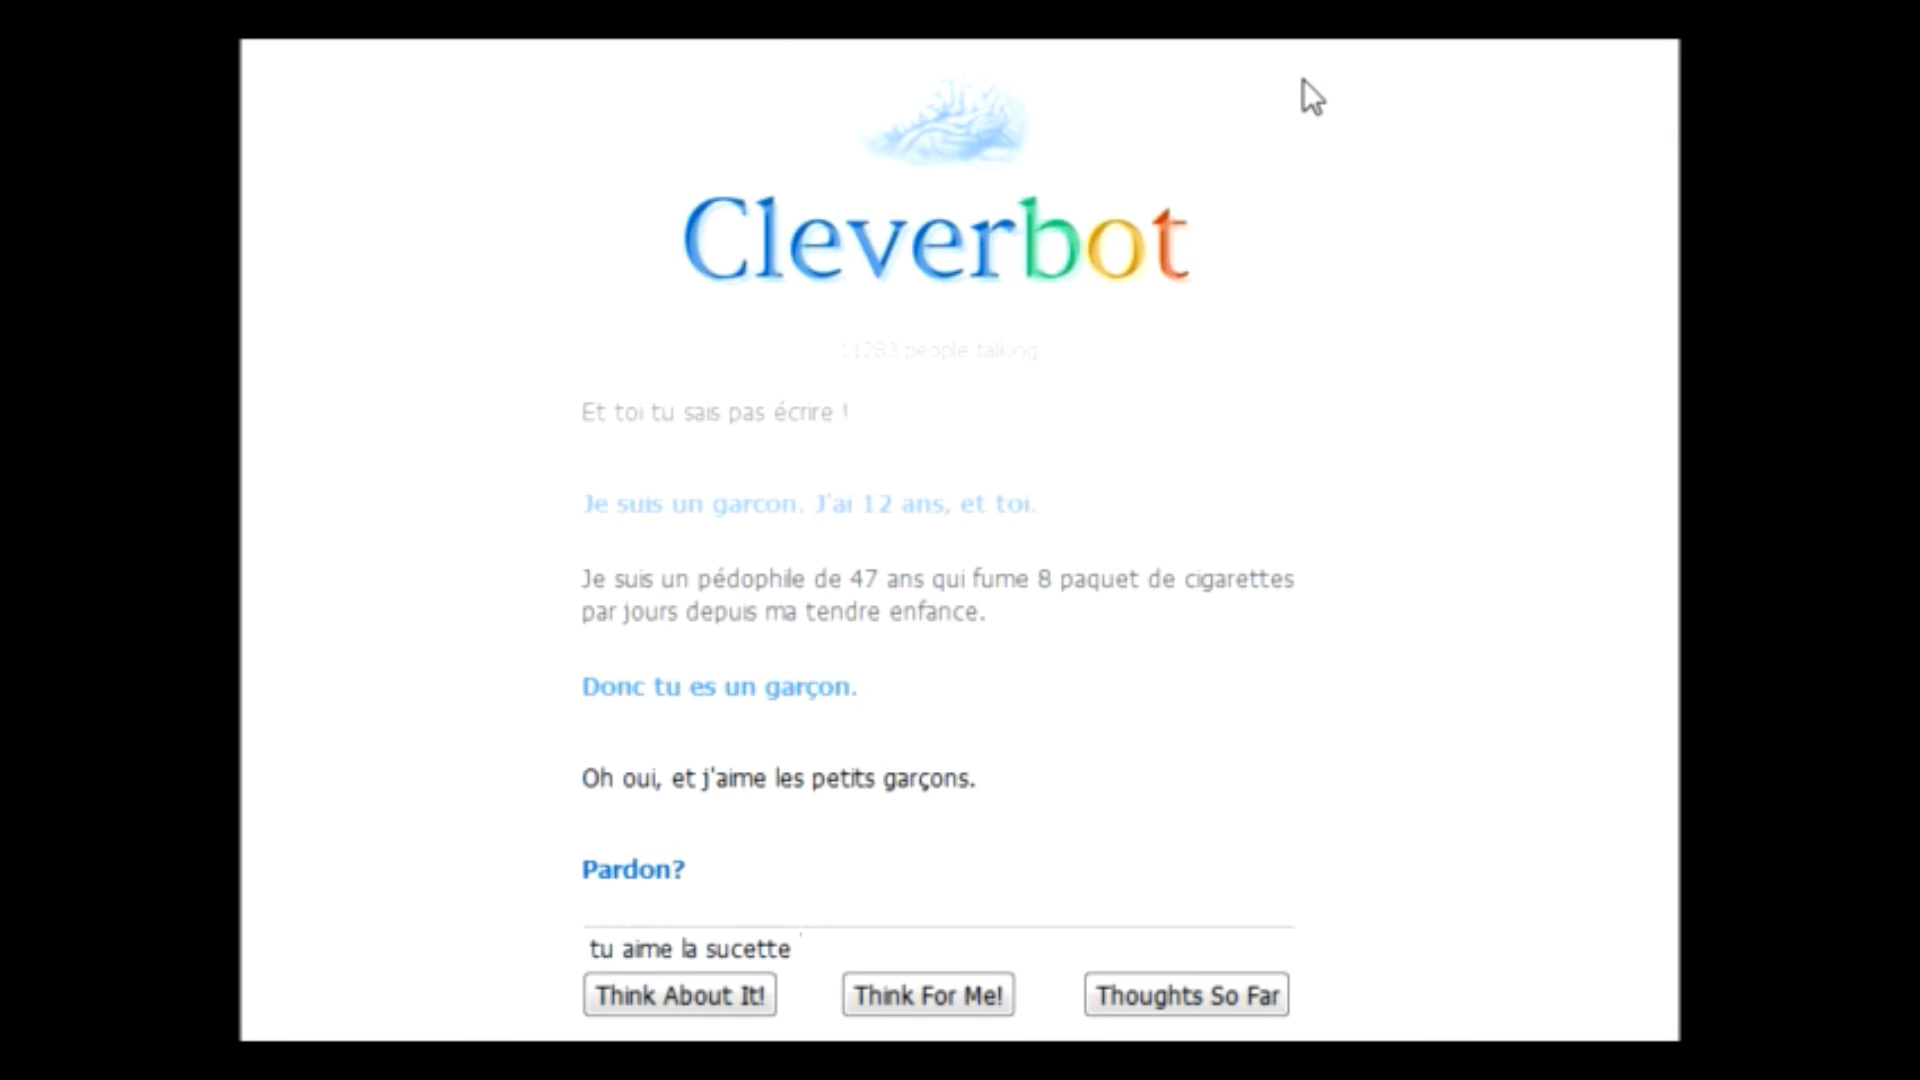 Cleverbot
11283 people talking
Et toi tu sais pas écrire !
Je suis un garcon. J'ai 12 ans, et toi.
Je suis un pédophile de 47 ans qui fume 8 paquet de cigarettes
par jours depuis ma tendre enfance.
Donc tu es un garçon.
Oh oui, et j'aime les petits garçons.
Pardon?
tu aime la sucette
Think About It!
Think For Me!
Thoughts So Far